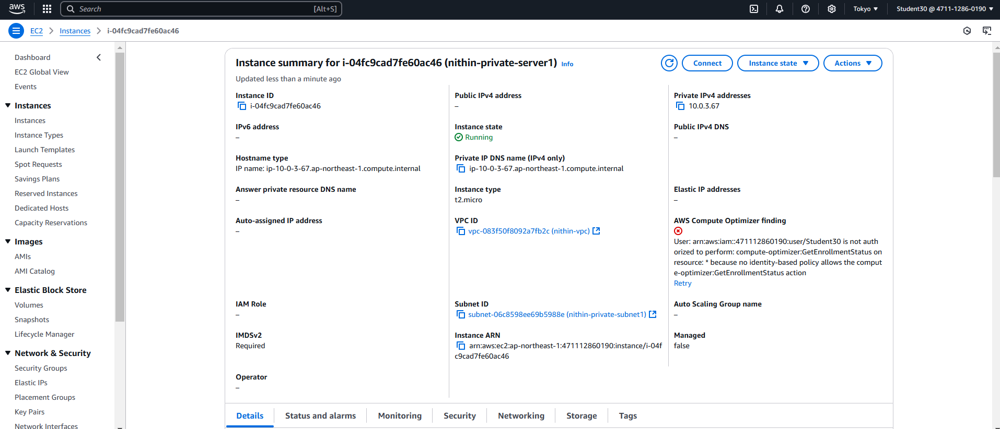 aws
Search
[Alt+S]
Tokyo
Student30 @ 4711-1286-0190
EC2
Instances
i-04fc9cad7fe60ac46
Dashboard
EC2 Global View
Events
Instances
Instances
Instance Types
Launch Templates
Spot Requests
Savings Plans
Reserved Instances
Dedicated Hosts
Capacity Reservations
Images
AMIs
AMI Catalog
Elastic Block Store
Volumes
Snapshots
Lifecycle Manager
Network & Security
Security Groups
Elastic IPs
Placement Groups
Key Pairs
Network Interfaces
Instance summary for i-04fc9cad7fe60ac46 (nithin-private-server1) Info
Updated less than a minute ago
Connect
Instance state
Actions
Instance ID
i-04fc9cad7fe60ac46
Public IPv4 address
–
Private IPv4 addresses
10.0.3.67
IPv6 address
–
Instance state
Running
Public IPv4 DNS
–
Hostname type
IP name: ip-10-0-3-67.ap-northeast-1.compute.internal
Private IP DNS name (IPv4 only)
ip-10-0-3-67.ap-northeast-1.compute.internal
Answer private resource DNS name
–
Instance type
t2.micro
Elastic IP addresses
–
Auto-assigned IP address
–
VPC ID
vpc-083f50f8092a7fb2c (nithin-vpc)
AWS Compute Optimizer finding
User: arn:aws:iam::471112860190:user/Student30 is not auth
orized to perform: compute-optimizer:GetEnrollmentStatus on
resource: * because no identity-based policy allows the comput
e-optimizer:GetEnrollmentStatus action
Retry
IAM Role
–
Subnet ID
subnet-06c8598ee69b5988e (nithin-private-subnet1)
Auto Scaling Group name
–
IMDSv2
Required
Instance ARN
arn:aws:ec2:ap-northeast-1:471112860190:instance/i-04f
c9cad7fe60ac46
Managed
false
Operator
–
Details
Status and alarms
Monitoring
Security
Networking
Storage
Tags